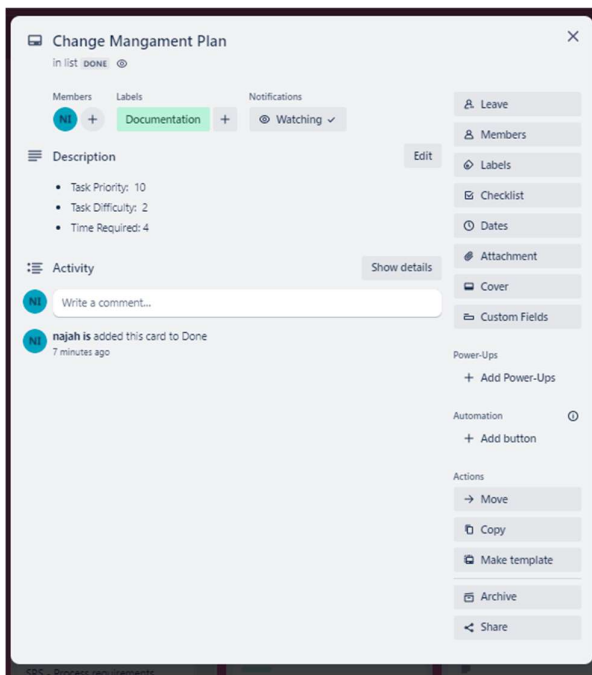 Change Mangament Plan
in list DONE
Members
Labels
Notifications
NI
+
Documentation
+
Watching
Description
Edit
Task Priority: 10
Task Difficulty: 2
Time Required: 4
Activity
Show details
NI
Write a comment...
NI
najah is added this card to Done
7 minutes ago
Leave
Members
Labels
Checklist
Dates
Attachment
Cover
Custom Fields
Power-Ups
+ Add Power-Ups
Automation
+ Add button
Actions
Move
Copy
Make template
Archive
Share
SRS - Process requirements